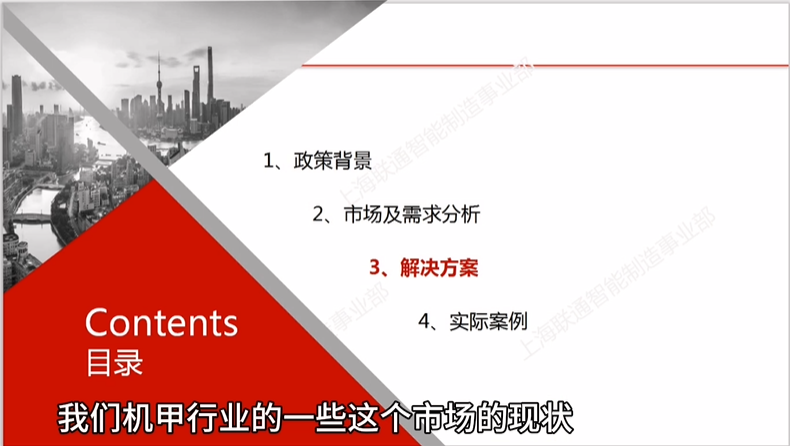 上海联通智能制造事业部
1、政策背景
2、市场及需求分析
3、解决方案
上海联通智能制造事业部
事业部
4、实际案例
Contents
目录
我们机甲行业的一些这个市场的现状